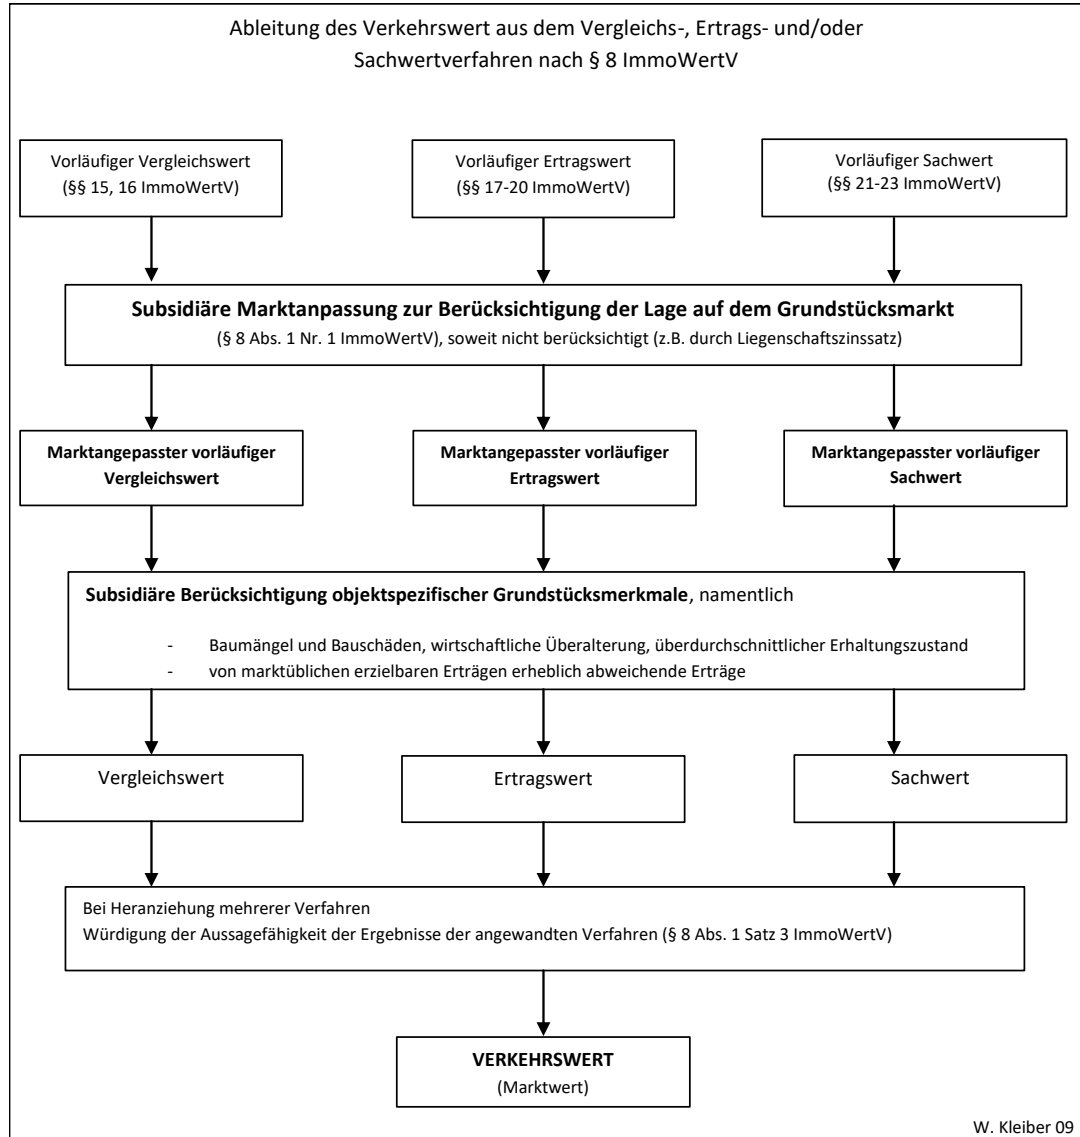 Ableitung des Verkehrswert aus dem Vergleichs-, Ertrags- und/oder
Sachwertverfahren nach § 8 ImmoWertV
Vorläufiger Vergleichswert
(§§ 15, 16 ImmoWertV)
Vorläufiger Ertragswert
(§§ 17-20 ImmoWertV)
Vorläufiger Sachwert
(§§ 21-23 ImmoWertV)
Subsidiäre Marktanpassung zur Berücksichtigung der Lage auf dem Grundstücksmarkt
(§ 8 Abs. 1 Nr. 1 ImmoWertV), soweit nicht berücksichtigt (z.B. durch Liegenschaftszinssatz)
Marktangepasster vorläufiger
Vergleichswert
Marktangepasster vorläufiger
Ertragswert
Marktangepasster vorläufiger
Sachwert
Subsidiäre Berücksichtigung objektspezifischer Grundstücksmerkmale, namentlich
- Baumängel und Bauschäden, wirtschaftliche Überalterung, überdurchschnittlicher Erhaltungszustand
- von marktüblichen erzielbaren Erträgen erheblich abweichende Erträge
Vergleichswert
Ertragswert
Sachwert
Bei Heranziehung mehrerer Verfahren
Würdigung der Aussagefähigkeit der Ergebnisse der angewandten Verfahren (§ 8 Abs. 1 Satz 3 ImmoWertV)
VERKEHRSWERT
(Marktwert)
W. Kleiber 09